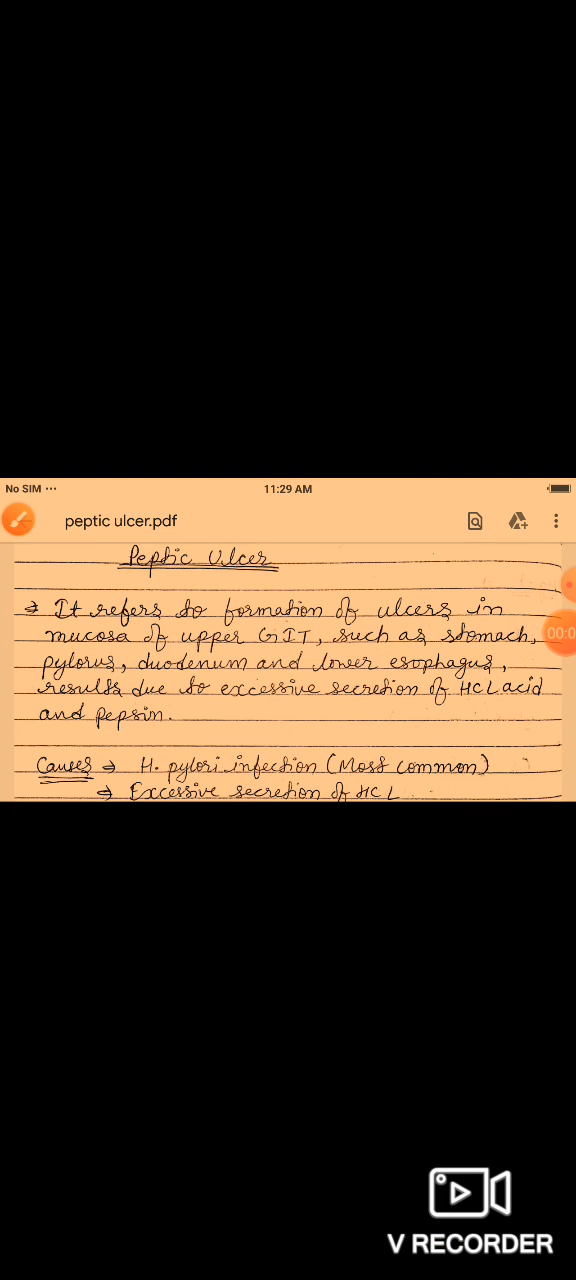 No SIM ...
11:29 AM
peptic ulcer.pdf
Peptic Ulcer
→ It refers to formation of ulcers in
mucosa of upper GIT, such as stomach,
pylorus, duodenum and lower esophagus,
results due to excessive secretion of HCL acid
and Pepsin.
00:0
Causes → H. pylori infection (Most common)
→ Excessive secretion of HCL
V RECORDER